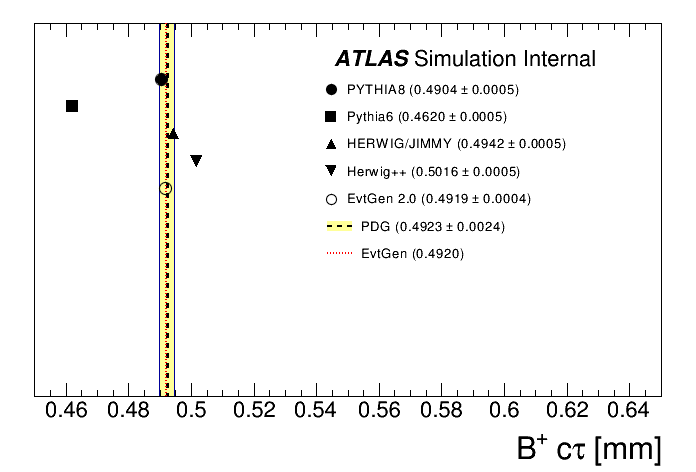 ATLAS Simulation Internal
PYTHIA8 (0.4904 ± 0.0005)
Pythia6 (0.4620 ± 0.0005)
HERWIG/JIMMY (0.4942 ± 0.0005)
Herwig++ (0.5016 ± 0.0005)
EvtGen 2.0 (0.4919 ± 0.0004)
PDG (0.4923 ± 0.0024)
EvtGen (0.4920)
0.46 0.48 0.5 0.52 0.54 0.56 0.58 0.6 0.62 0.64
B⁺ cτ [mm]